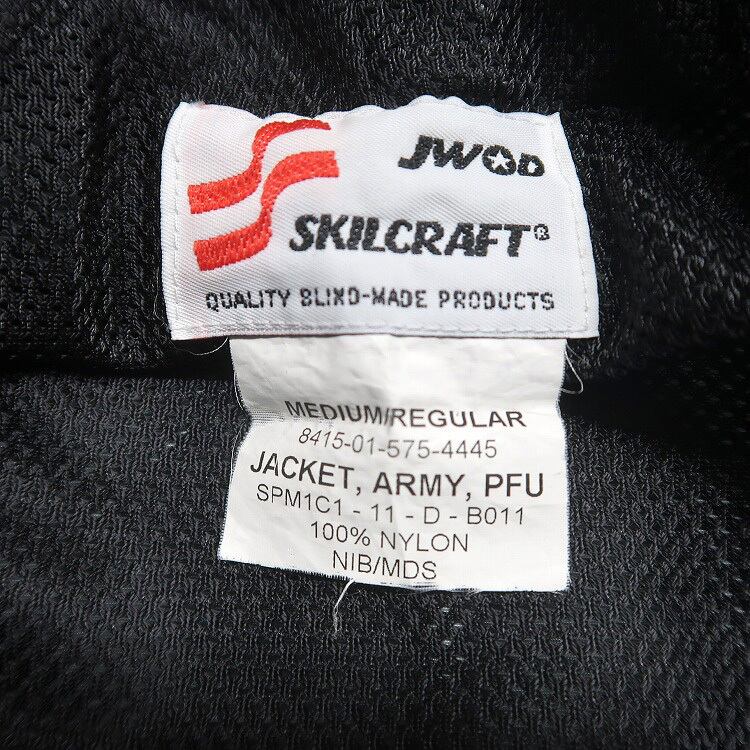 JWOD
SKILCRAFT®
QUALITY BLIND-MADE PRODUCTS
MEDIUM/REGULAR
8415-01-575-4445
JACKET, ARMY, PFU
SPM1C1 - 11 - D - B011
100% NYLON
NIB/MDS